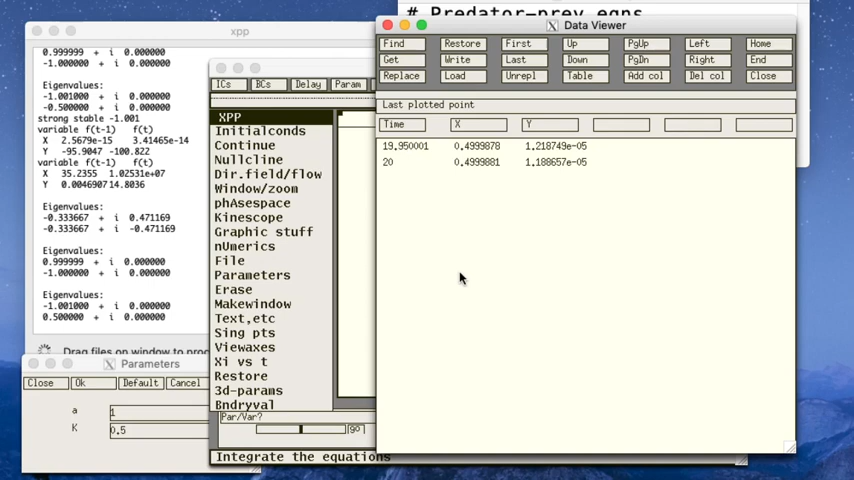 # Predator-prey eqns
xpp
0.999999 + i 0.000000
-1.000000 + i 0.000000
Eigenvalues:
-1.001000 + i 0.000000
-0.500000 + i 0.000000
strong stable -1.001
variable f(t-1) f(t)
X 2.5679e-15 3.41465e-14
Y -95.9047 -100.822
variable f(t-1) f(t)
X 35.2355 1.02531e+07
Y 0.0046907 14.8036
Eigenvalues:
-0.333667 + i 0.471169
-0.333667 + i -0.471169
Eigenvalues:
0.999999 + i 0.000000
-1.000000 + i 0.000000
Eigenvalues:
-1.001000 + i 0.000000
0.500000 + i 0.000000
Drag files on window to proc
ICs BCs Delay Param
XPP
Initialconds
Continue
Nullcline
Dir.field/flow
Window/zoom
phAsespace
Kinescope
Graphic stuff
nUmerics
File
Parameters
Erase
Makewindow
Text,etc
Sing pts
Viewaxes
Xi vs t
Restore
3d-params
Bndryval
Par/Var?
Integrate the equations
Parameters
Close Ok Default Cancel
a 1
K 0.5
Data Viewer
Find Restore First Up PgUp Left Home
Get Write Last Down PgDn Right End
Replace Load Unrepl Table Add col Del col Close
Last plotted point
Time X Y
19.950001 0.4999878 1.218749e-05
20 0.4999881 1.188657e-05